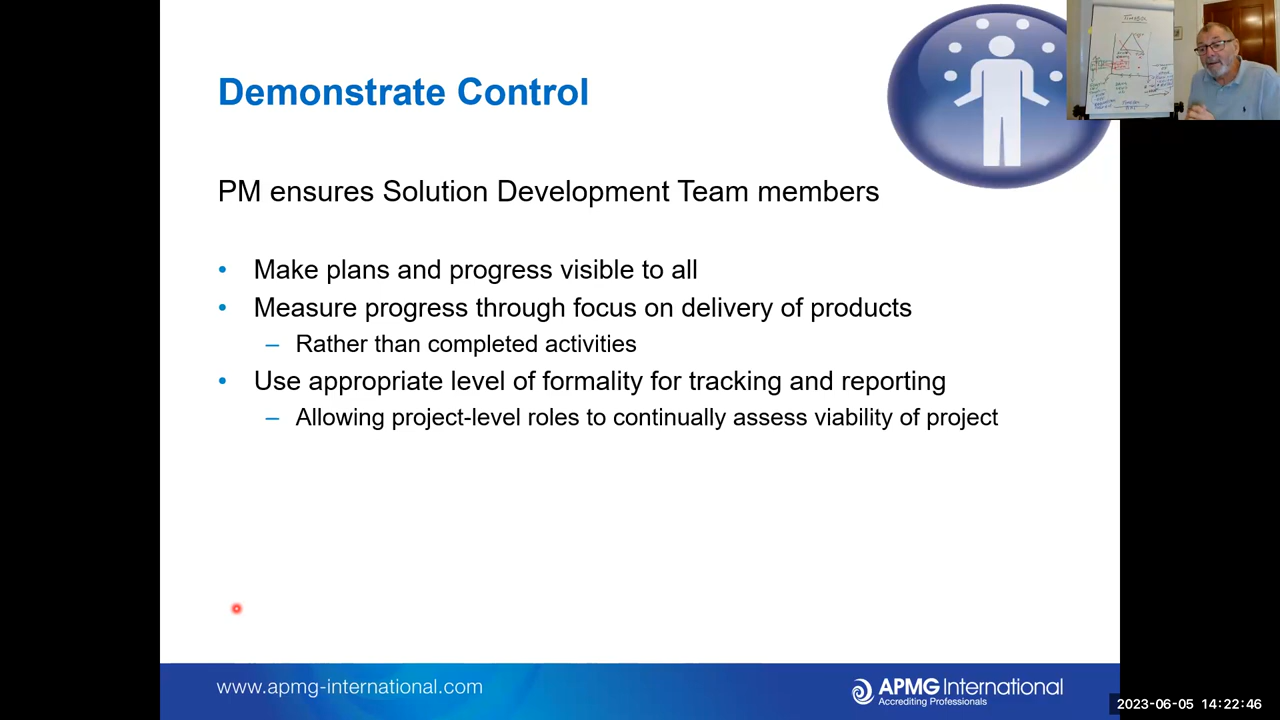 Demonstrate Control
PM ensures Solution Development Team members
• Make plans and progress visible to all
• Measure progress through focus on delivery of products
– Rather than completed activities
• Use appropriate level of formality for tracking and reporting
– Allowing project-level roles to continually assess viability of project
www.apmg-international.com
APMG International
Accrediting Professionals
2023-06-05 14:22:46